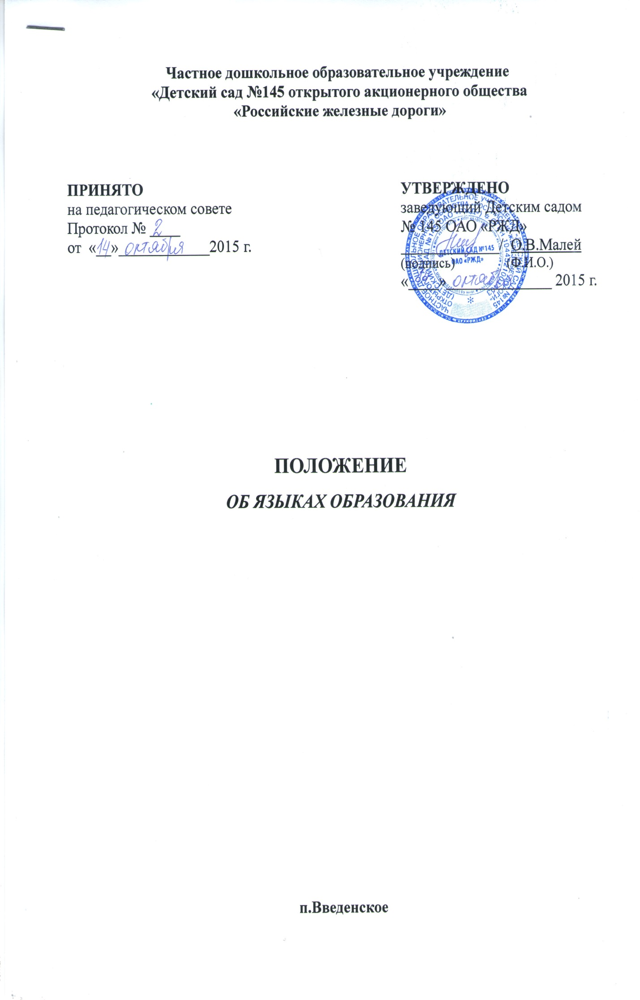 Частное дошкольное образовательное учреждение
«Детский сад №145 открытого акционерного общества
«Российские железные дороги»
ПРИНЯТО
на педагогическом совете
Протокол № 2
от «14» октября 2015 г.
УТВЕРЖДЕНО
заведующий Детским садом
№ 145 ОАО «РЖД»
О.В.Малей
(подпись) (Ф.И.О.)
« » октяб 2015 г.
ДЕТСКИЙ САД №145
ОАО «РЖД»
ПОЛОЖЕНИЕ
ОБ ЯЗЫКАХ ОБРАЗОВАНИЯ
п.Введенское